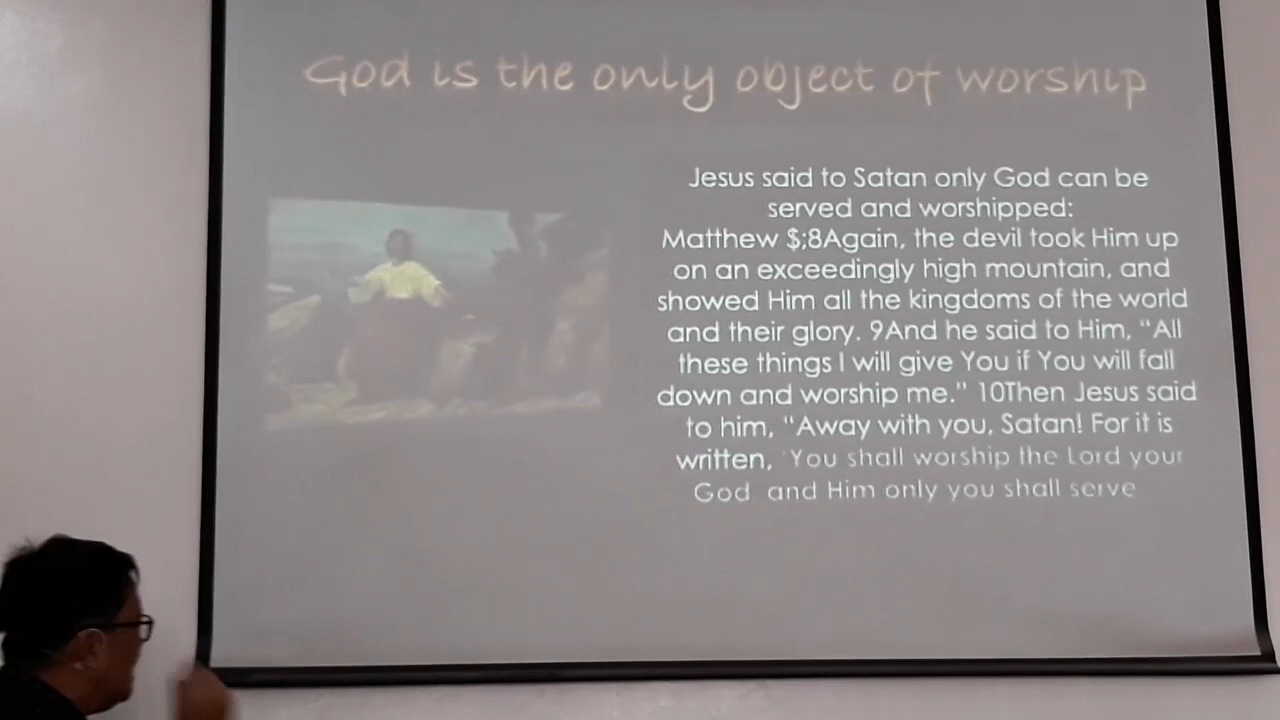 God is the only object of worship
Jesus said to Satan only God can be
served and worshipped:
Matthew $;8Again, the devil took Him up
on an exceedingly high mountain, and
showed Him all the kingdoms of the world
and their glory. 9And he said to Him, “All
these things I will give You if You will fall
down and worship me.” 10Then Jesus said
to him, “Away with you, Satan! For it is
written, ‘You shall worship the Lord your
God and Him only you shall serve